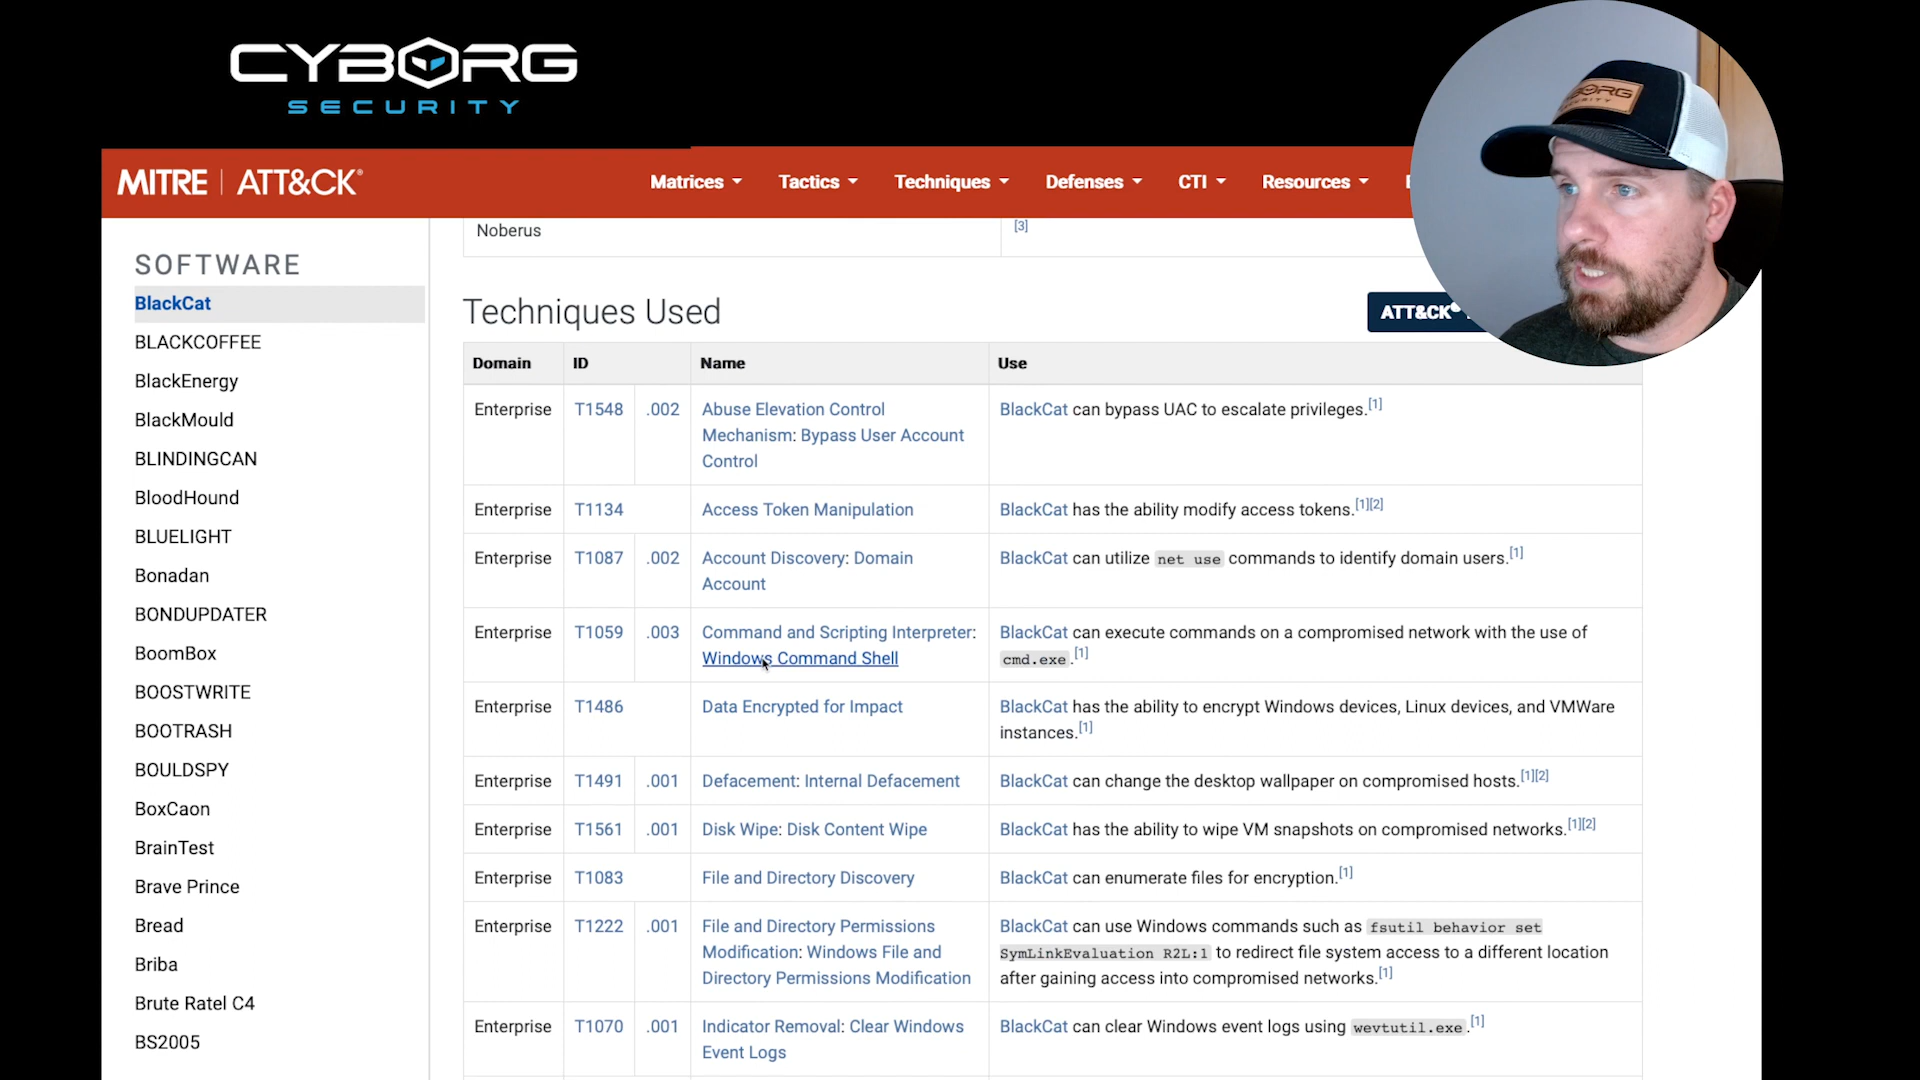 CYBORG
SECURITY
BORG
MITRE | ATT&CK®
Matrices
Tactics
Techniques
Defenses
CTI
Resources
Noberus
[3]
SOFTWARE
BlackCat
BLACKCOFFEE
BlackEnergy
BlackMould
BLINDINGCAN
BloodHound
BLUELIGHT
Bonadan
BONDUPDATER
BoomBox
BOOSTWRITE
BOOTRASH
BOULDSPY
BoxCaon
BrainTest
Brave Prince
Bread
Briba
Brute Ratel C4
BS2005
Techniques Used
ATT&CK®
Domain ID Name Use
Enterprise T1548 .002 Abuse Elevation Control
Mechanism: Bypass User Account
Control
BlackCat can bypass UAC to escalate privileges.[1]
Enterprise T1134 Access Token Manipulation
BlackCat has the ability modify access tokens.[1][2]
Enterprise T1087 .002 Account Discovery: Domain
Account
BlackCat can utilize net use commands to identify domain users.[1]
Enterprise T1059 .003 Command and Scripting Interpreter:
Windows Command Shell
BlackCat can execute commands on a compromised network with the use of
cmd.exe.[1]
Enterprise T1486 Data Encrypted for Impact
BlackCat has the ability to encrypt Windows devices, Linux devices, and VMWare
instances.[1]
Enterprise T1491 .001 Defacement: Internal Defacement
BlackCat can change the desktop wallpaper on compromised hosts.[1][2]
Enterprise T1561 .001 Disk Wipe: Disk Content Wipe
BlackCat has the ability to wipe VM snapshots on compromised networks.[1][2]
Enterprise T1083 File and Directory Discovery
BlackCat can enumerate files for encryption.[1]
Enterprise T1222 .001 File and Directory Permissions
Modification: Windows File and
Directory Permissions Modification
BlackCat can use Windows commands such as fsutil behavior set
SymLinkEvaluation R2L:1 to redirect file system access to a different location
after gaining access into compromised networks.[1]
Enterprise T1070 .001 Indicator Removal: Clear Windows
Event Logs
BlackCat can clear Windows event logs using wevtutil.exe.[1]